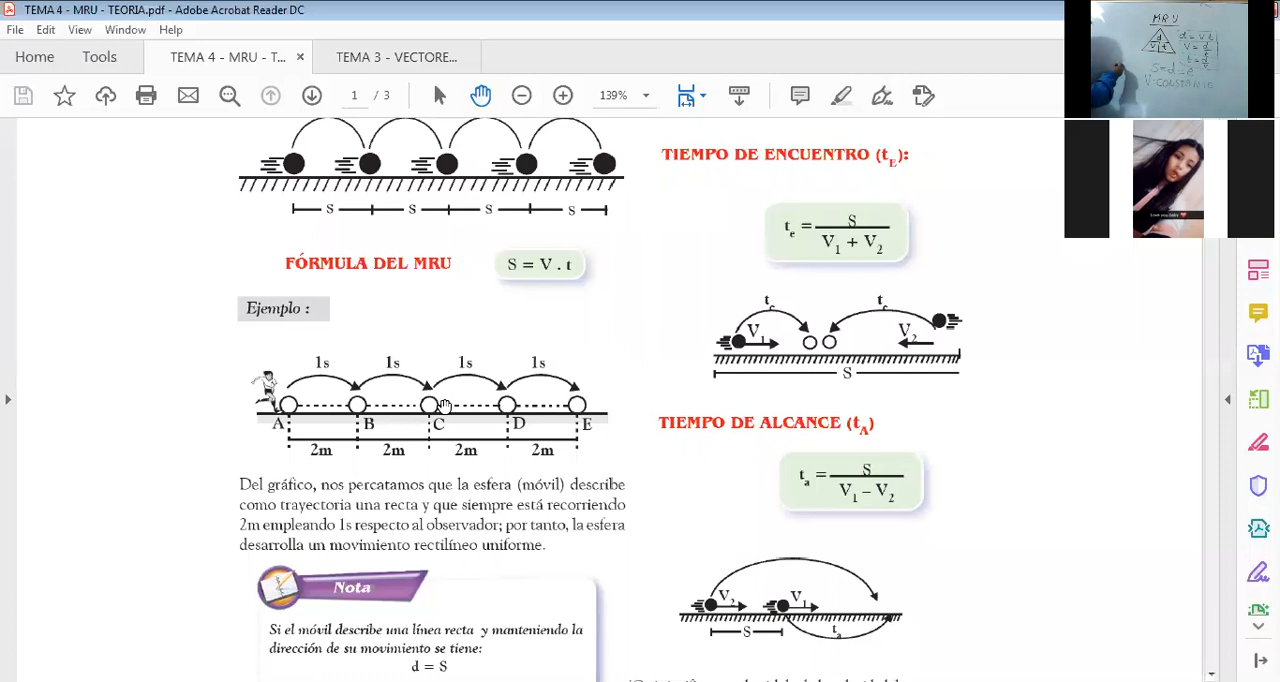 TEMA 4 - MRU - TEORIA.pdf - Adobe Acrobat Reader DC
File Edit View Window Help
Home Tools TEMA 4 - MRU - T... × TEMA 3 - VECTORE...
1 / 3 139%
MRU
d
V t
d = V.t
V = d/t
t = d/V
S = d = e
V = CONSTANTE
Love you baby
S S S S
FÓRMULA DEL MRU S = V . t
Ejemplo :
1s 1s 1s 1s
A B C D E
2m 2m 2m 2m
Del gráfico, nos percatamos que la esfera (móvil) describe
como trayectoria una recta y que siempre está recorriendo
2m empleando 1s respecto al observador; por tanto, la esfera
desarrolla un movimiento rectilíneo uniforme.
Nota
Si el móvil describe una línea recta y manteniendo la
dirección de su movimiento se tiene:
d = S
TIEMPO DE ENCUENTRO (tE):
te = S / V1 + V2
te te
V1 V2
S
TIEMPO DE ALCANCE (tA)
ta = S / V1 – V2
V2 V1
S ta